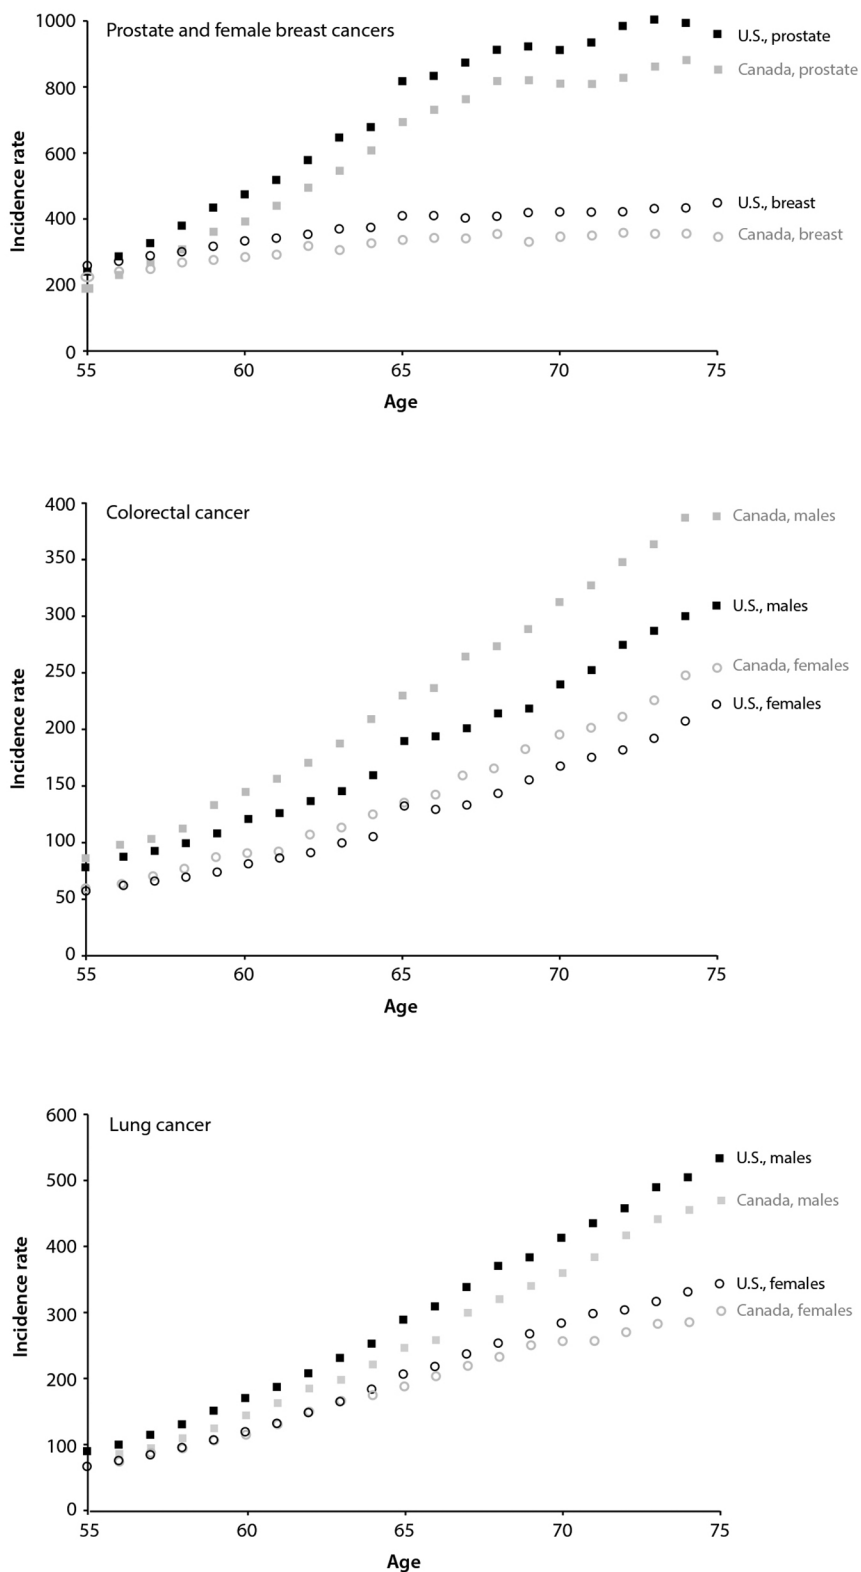 Prostate and female breast cancers
1000
800
600
400
200
0
Incidence rate
U.S., prostate
Canada, prostate
U.S., breast
Canada, breast
55 60 65 70 75
Age
Colorectal cancer
400
350
300
250
200
150
100
50
0
Incidence rate
Canada, males
U.S., males
Canada, females
U.S., females
55 60 65 70 75
Age
Lung cancer
600
500
400
300
200
100
0
Incidence rate
U.S., males
Canada, males
U.S., females
Canada, females
55 60 65 70 75
Age